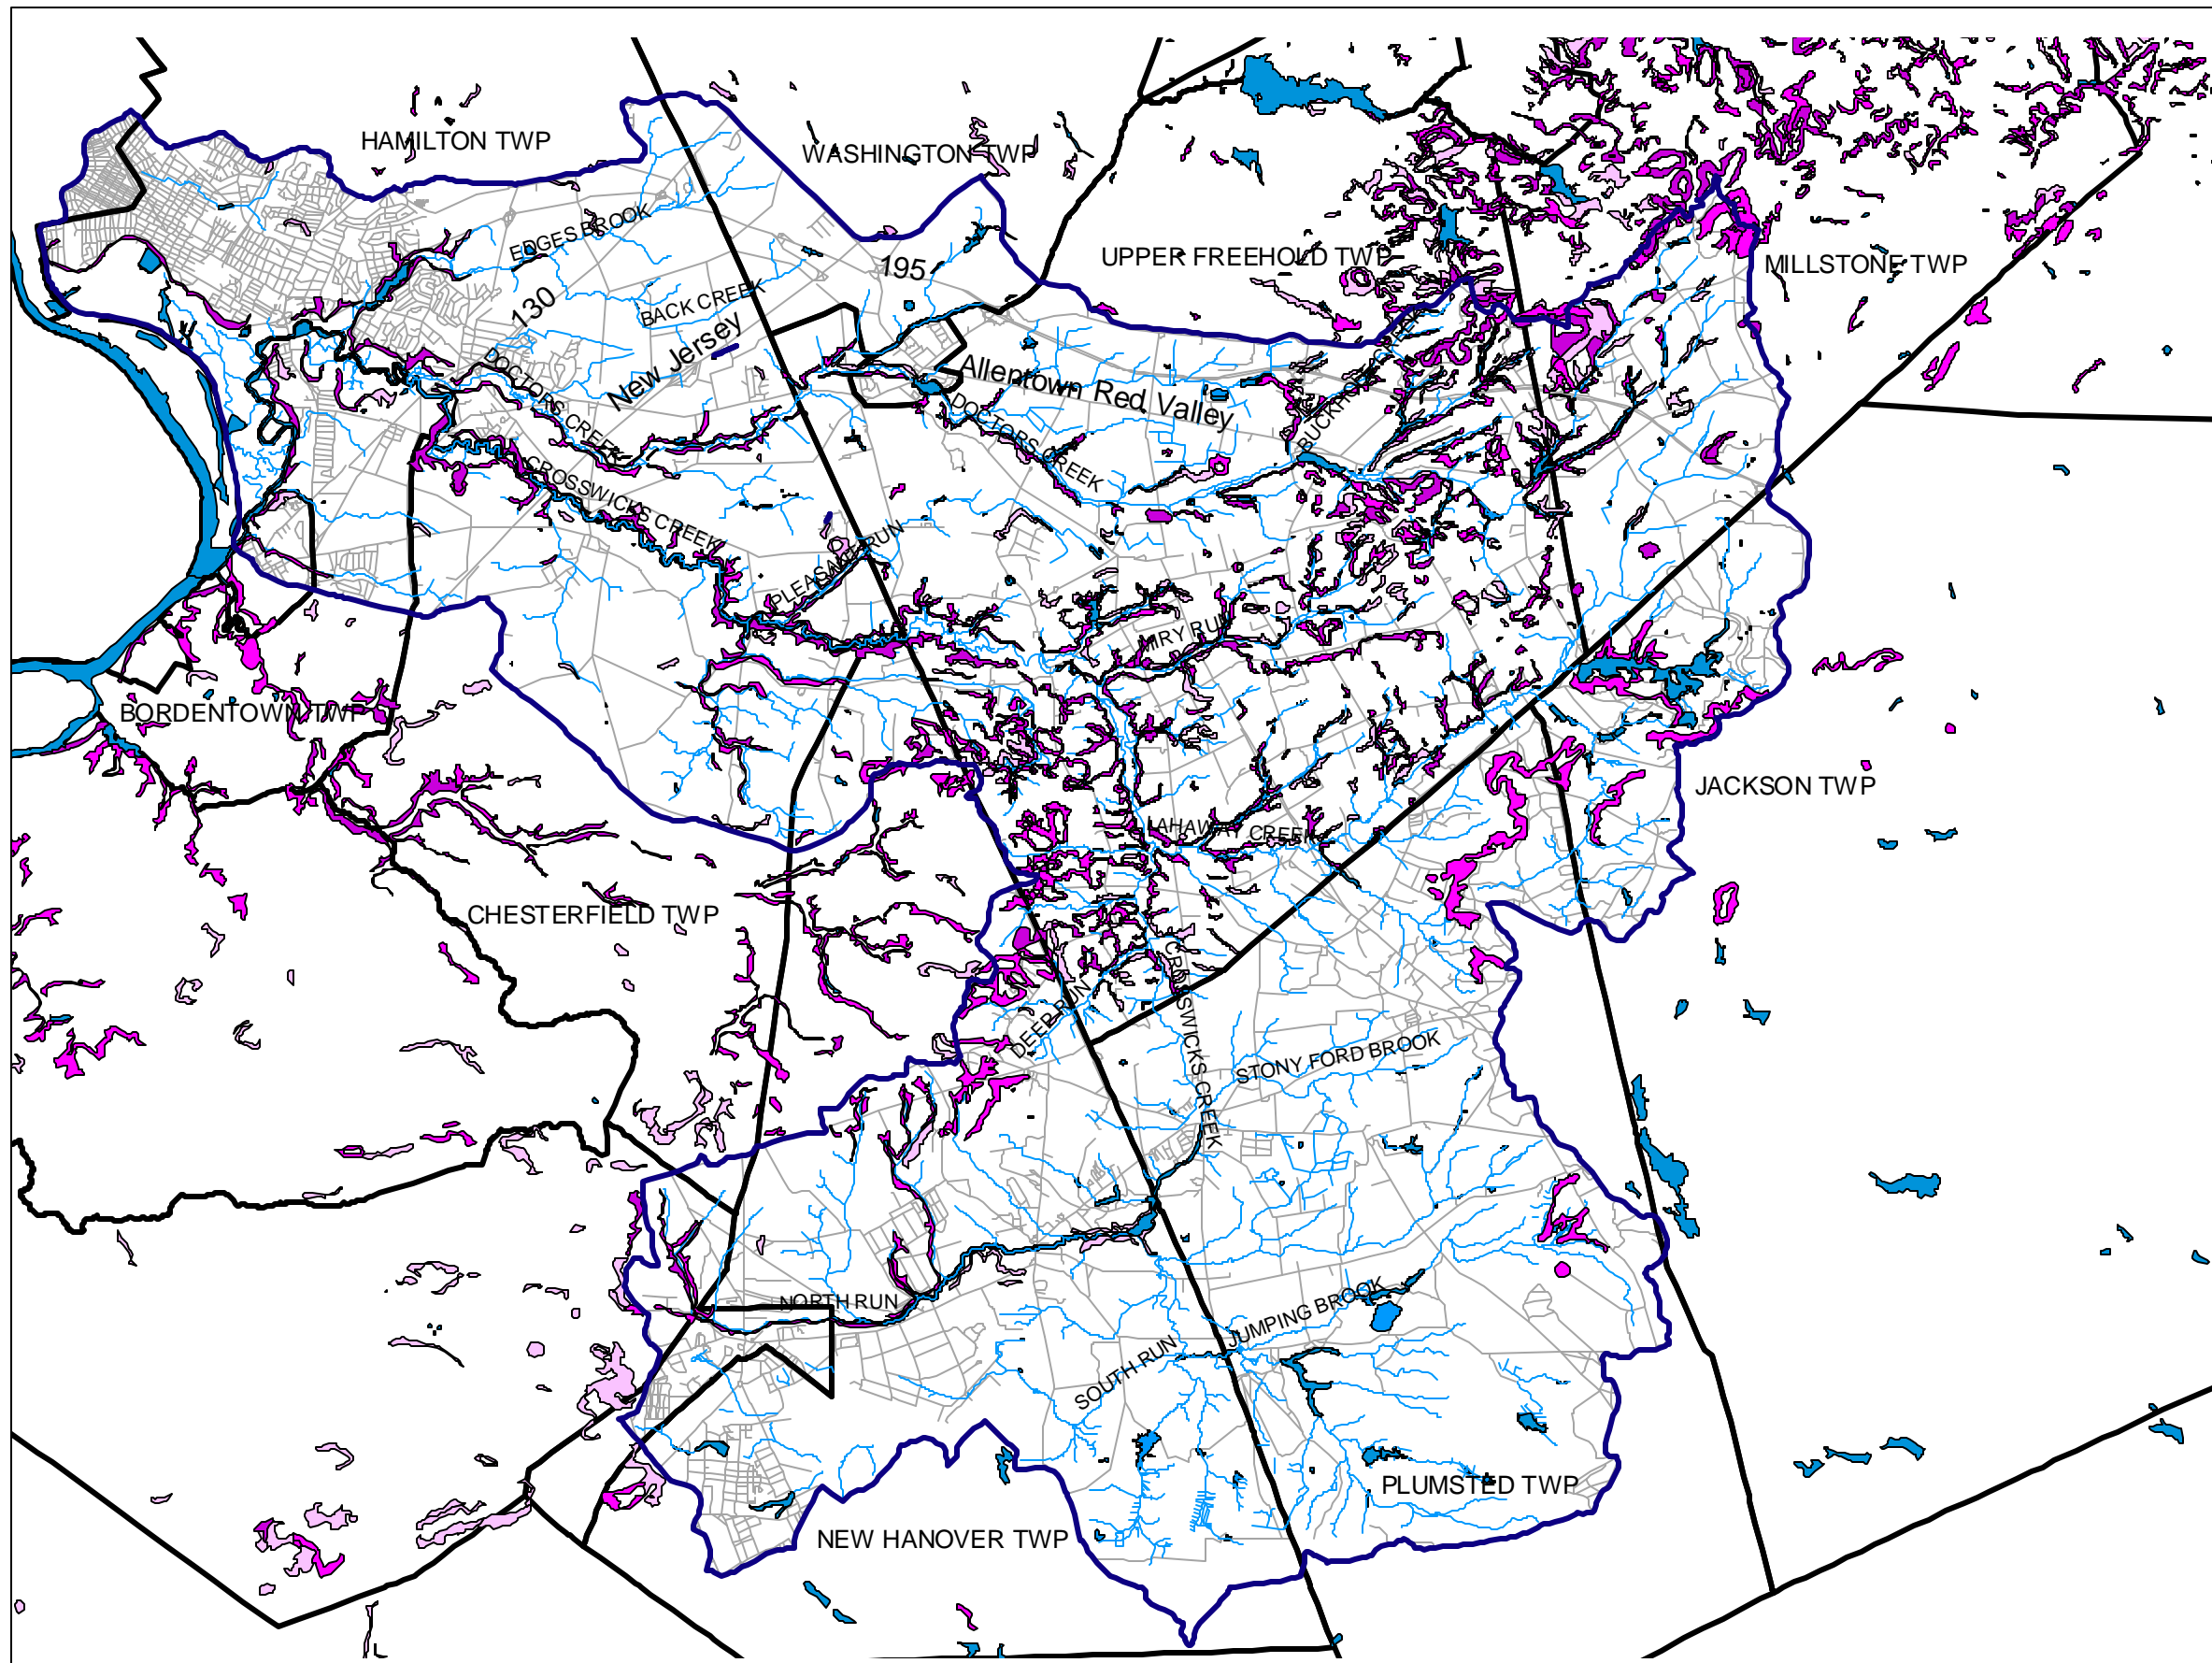 HAMILTON TWP
WASHINGTON TWP
EDGES BROOK
195
UPPER FREEHOLD TWP
MILLSTONE TWP
130
BACK CREEK
New Jersey
DOCTORS CREEK
Allentown Red Valley
DOCTORS CREEK
BUCKHOLE CREEK
CROSSWICKS CREEK
PLEASANT RUN
MIRY RUN
BORDENTOWN TWP
JACKSON TWP
LAHAWAY CREEK
CHESTERFIELD TWP
CROSSWICKS CREEK
DEEP RUN
STONY FORD BROOK
NORTH RUN
JUMPING BROOK
SOUTH RUN
PLUMSTED TWP
NEW HANOVER TWP